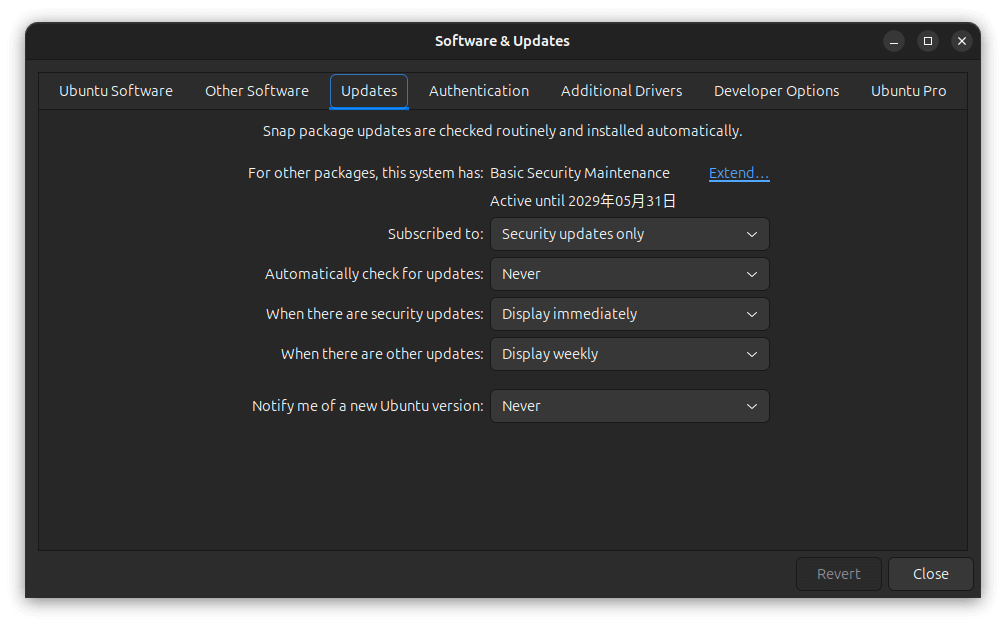 Software & Updates
Ubuntu Software Other Software Updates Authentication Additional Drivers Developer Options Ubuntu Pro
Snap package updates are checked routinely and installed automatically.
For other packages, this system has: Basic Security Maintenance Extend…
Active until 2029年05月31日
Subscribed to: Security updates only
Automatically check for updates: Never
When there are security updates: Display immediately
When there are other updates: Display weekly
Notify me of a new Ubuntu version: Never
Revert Close